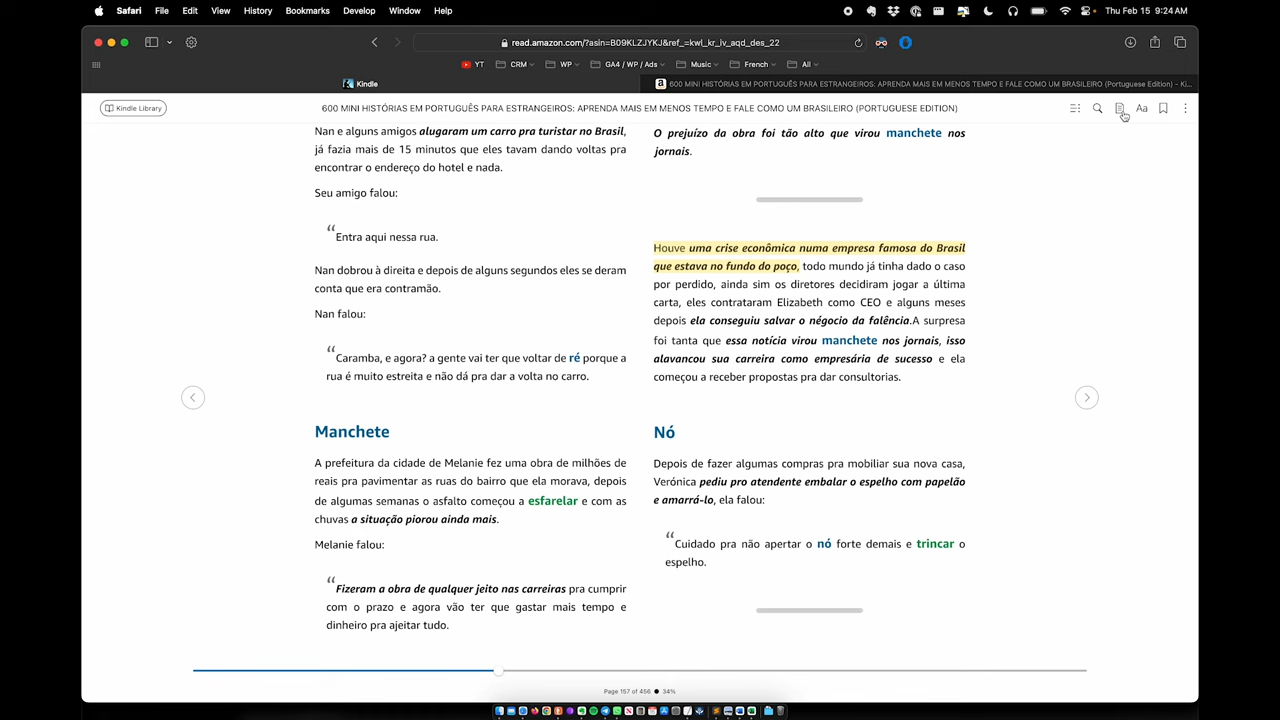 Safari File Edit View History Bookmarks Develop Window Help
Thu Feb 15 9:24 AM
read.amazon.com/?asin=B09KLZJYKJ&ref_=kwl_kr_iv_aqd_des_22
YT CRM WP GA4 / WP / Ads Music French All
Kindle
600 MINI HISTÓRIAS EM PORTUGUÊS PARA ESTRANGEIROS: APRENDA MAIS EM MENOS TEMPO E FALE COMO UM BRASILEIRO (Portuguese Edition) - Ki...
Kindle Library
600 MINI HISTÓRIAS EM PORTUGUÊS PARA ESTRANGEIROS: APRENDA MAIS EM MENOS TEMPO E FALE COMO UM BRASILEIRO (PORTUGUESE EDITION)
Aa
Nan e alguns amigos alugaram um carro pra turistar no Brasil,
já fazia mais de 15 minutos que eles tavam dando voltas pra
encontrar o endereço do hotel e nada.
Seu amigo falou:
“Entra aqui nessa rua.
Nan dobrou à direita e depois de alguns segundos eles se deram
conta que era contramão.
Nan falou:
“Caramba, e agora? a gente vai ter que voltar de ré porque a
rua é muito estreita e não dá pra dar a volta no carro.
Manchete
A prefeitura da cidade de Melanie fez uma obra de milhões de
reais pra pavimentar as ruas do bairro que ela morava, depois
de algumas semanas o asfalto começou a esfarelar e com as
chuvas a situação piorou ainda mais.
Melanie falou:
“Fizeram a obra de qualquer jeito nas carreiras pra cumprir
com o prazo e agora vão ter que gastar mais tempo e
dinheiro pra ajeitar tudo.
O prejuízo da obra foi tão alto que virou manchete nos
jornais.
Houve uma crise econômica numa empresa famosa do Brasil
que estava no fundo do poço, todo mundo já tinha dado o caso
por perdido, ainda sim os diretores decidiram jogar a última
carta, eles contrataram Elizabeth como CEO e alguns meses
depois ela conseguiu salvar o négocio da falência.A surpresa
foi tanta que essa notícia virou manchete nos jornais, isso
alavancou sua carreira como empresária de sucesso e ela
começou a receber propostas pra dar consultorias.
Nó
Depois de fazer algumas compras pra mobiliar sua nova casa,
Verónica pediu pro atendente embalar o espelho com papelão
e amarrá-lo, ela falou:
“Cuidado pra não apertar o nó forte demais e trincar o
espelho.
Page 157 of 456 ● 34%